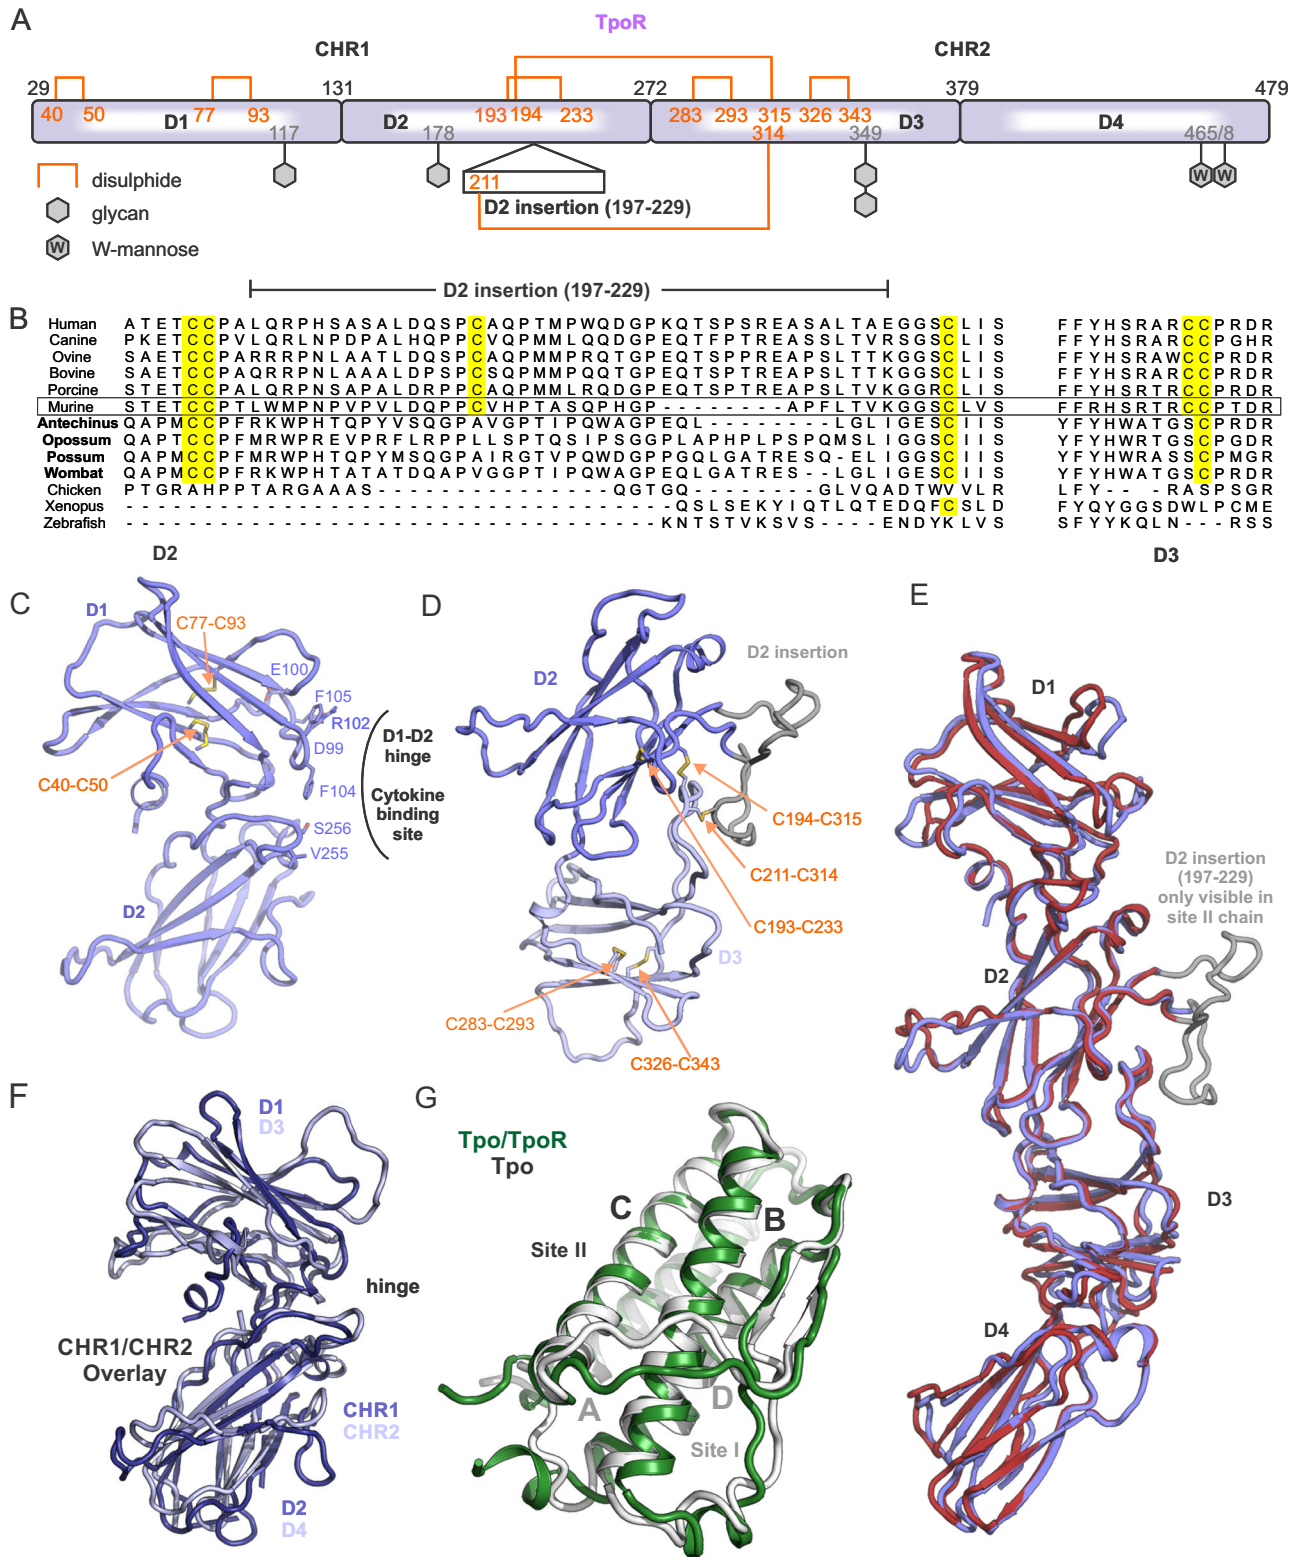 A
TpoR
CHR1 CHR2
29 131 272 379 479
40 50 77 93 193 194 233 283 293 315 326 343
D1 D2 D3 D4
117 178 314 349 465/8
211
D2 insertion (197-229)
disulphide
glycan
W W
W W-mannose
D2 insertion (197-229)
B
Human A T E T C C P A L Q R P H S A S A L D Q S P C A Q P T M P W Q D G P K Q T S P S R E A S A L T A E G G S C L I S F F Y H S R A R C C P R D R
Canine P K E T C C P V L Q R L N P D P A L H Q P P C V Q P M M L Q Q D G P E Q T F P T R E A S L T V R S G S C L I S F F Y H S R A R C C P G H R
Ovine S A E T C C P A R R R P N L A A T L D Q S P C S Q P M M P R Q T G P E Q T S P P R E A P S L T T K G G S C L I S F F Y H S R A W C C P R D R
Bovine S A E T C C P A Q R R P N L A A A L D P S P C S Q P M M P Q Q D G P E Q T S P T R E A P S L T T K G G S C L I S F F Y H S R A R C C P R D R
Porcine S T E T C C P A L Q R P N S A P A L D R P P C A Q P M M L R Q D G P E Q T S P T R E A P S L T V K G G R C L I S F F Y H S R T R C C P R D R
Murine S T E T C C P T L W M P N P V P V L D Q P P C V H P T A S Q P H G P - - - - - - - - A P F L T V K G G S C L V S F F R H S R T R C C P T D R
Antechinus Q A P M C C P F R K W P H T Q P Y V S Q G P A V G P T I P Q W A G P E Q L - - - - - - - - L G L I G E S C I I S Y F Y H W A T G S C P R D R
Opossum Q A P T C C P F M R W P R E V P R F L R P P L L S P T Q S I P S G G P L A P H P L P S P Q M S L I G G S C I I S Y F Y H W R T G S C P G D R
Possum Q A P M C C P F M R W P H T Q P Y M S Q G P A I R G T V P Q W D G P P Q L G A T R E S Q - E L I G G S C I I S Y F Y H W R A S S C P M G R
Wombat Q A P M C C P F R K W P H T A T A T D Q A P V G G P T I P Q W A G P E Q L G A T R E S - - L G L I G E S C I I S Y F Y H W A T G S C P R D R
Chicken P T G R A H P P T A R G A A A S - - - - - - - - - - - - - Q G T G Q - - - - - - - G L V Q A D T W V V L R L F Y - - - R A S P S G R
Xenopus - - - - - - - - - - - - - - - - - - - - - - - - - - - - - - Q S L S E K Y I Q T L Q T E D Q F C S L D F Y Q Y G G S D W L P C M E
Zebrafish - - - - - - - - - - - - - - - - - - - - - - - - - - - - - K N T S T V K S V S - - - - E N D Y K L V S S F Y Y K Q L N - - - R S S
D2 D3
C
D1
C77-C93
E100
F105
R102
D99
F104
C40-C50
D1-D2
hinge
Cytokine
binding
site
S256
V255
D2
D
D2 insertion
D2
C194-C315
C211-C314
C193-C233
D3
C283-C293
C326-C343
E
D1
D2 insertion
(197-229)
only visible in
site II chain
D2
D3
D4
F
D1
D3
hinge
CHR1/CHR2
Overlay
CHR1
CHR2
D2
D4
G
Tpo/TpoR
Tpo
C
B
Site II
A
D
Site I